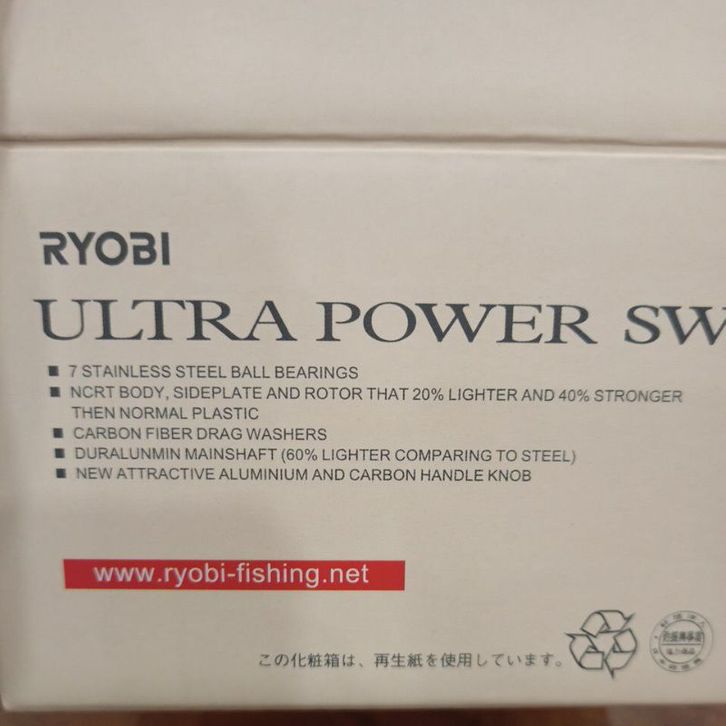 RYOBI
ULTRA POWER SW
■ 7 STAINLESS STEEL BALL BEARINGS
■ NCRT BODY, SIDEPLATE AND ROTOR THAT 20% LIGHTER AND 40% STRONGER
THEN NORMAL PLASTIC
■ CARBON FIBER DRAG WASHERS
■ DURALUNMIN MAINSHAFT (60% LIGHTER COMPARING TO STEEL)
■ NEW ATTRACTIVE ALUMINIUM AND CARBON HANDLE KNOB
www.ryobi-fishing.net
この化粧箱は、再生紙を使用しています。